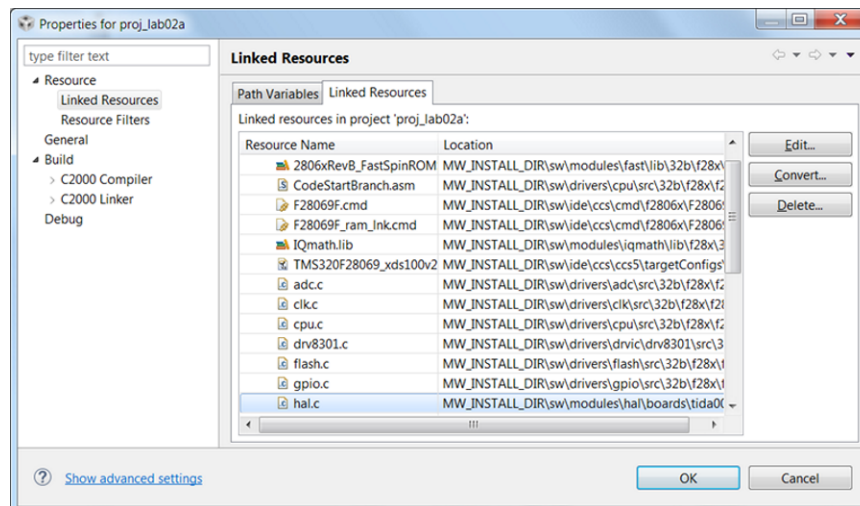 Properties for proj_lab02a
type filter text
Resource
Linked Resources
Resource Filters
General
Build
C2000 Compiler
C2000 Linker
Debug
Linked Resources
Path Variables Linked Resources
Linked resources in project 'proj_lab02a':
Resource Name Location
2806xRevB_FastSpinROM MW_INSTALL_DIR\sw\modules\fast\lib\32b\f28x\
CodeStartBranch.asm MW_INSTALL_DIR\sw\drivers\cpu\src\32b\f28x\f2
F28069F.cmd MW_INSTALL_DIR\sw\ide\ccs\cmd\f2806x\F2806
F28069F_ram_lnk.cmd MW_INSTALL_DIR\sw\ide\ccs\cmd\f2806x\F2806
IQmath.lib MW_INSTALL_DIR\sw\modules\iqmath\lib\f28x\3
TMS320F28069_xds100v2 MW_INSTALL_DIR\sw\ide\ccs\ccs5\targetConfigs
adc.c MW_INSTALL_DIR\sw\drivers\adc\src\32b\f28x\f2
clk.c MW_INSTALL_DIR\sw\drivers\clk\src\32b\f28x\f2
cpu.c MW_INSTALL_DIR\sw\drivers\cpu\src\32b\f28x\f2
drv8301.c MW_INSTALL_DIR\sw\drivers\drvic\drv8301\src\3
flash.c MW_INSTALL_DIR\sw\drivers\flash\src\32b\f28x\f
gpio.c MW_INSTALL_DIR\sw\drivers\gpio\src\32b\f28x\f
hal.c MW_INSTALL_DIR\sw\modules\hal\boards\tida00
Edit...
Convert...
Delete...
Show advanced settings
OK
Cancel